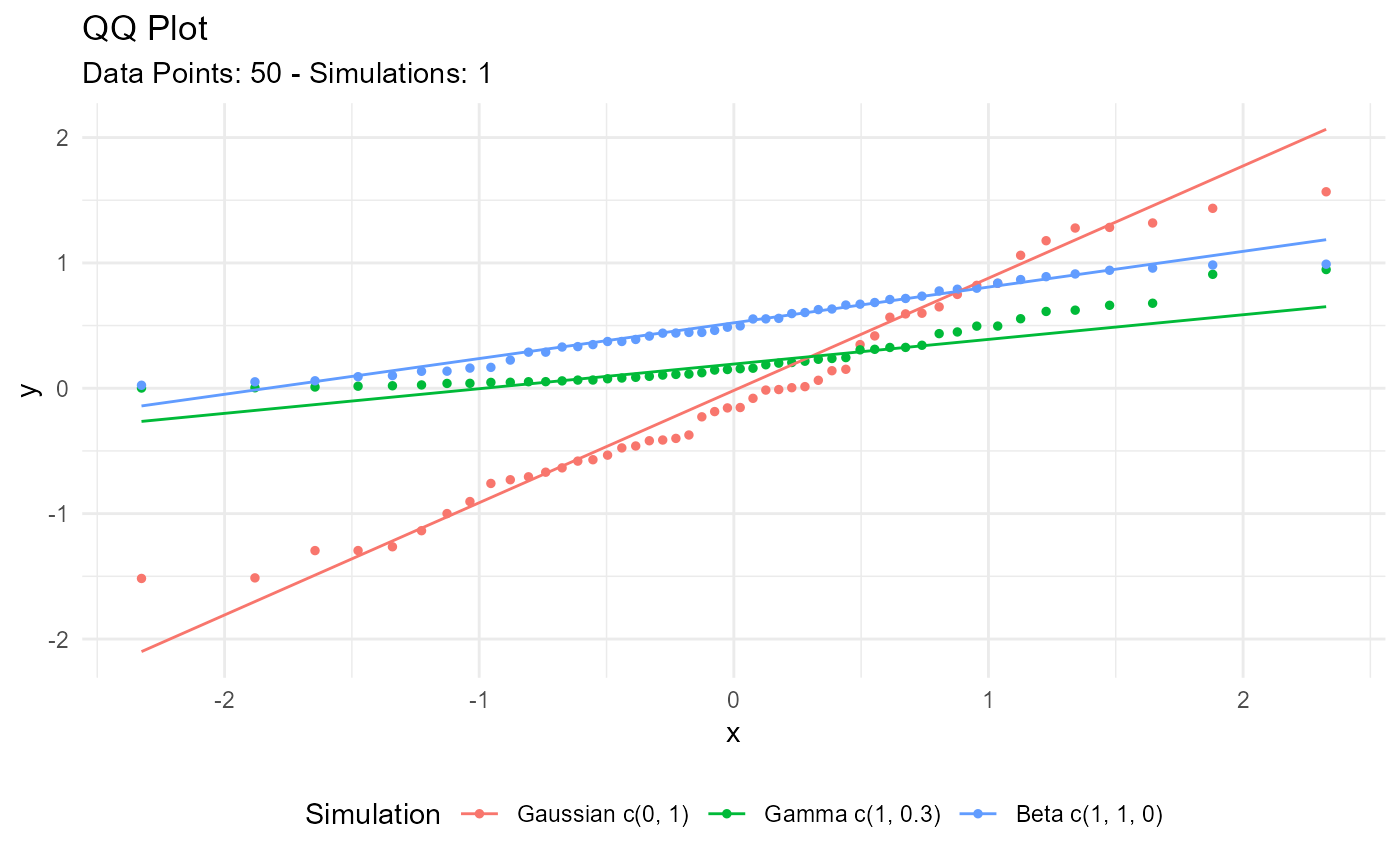 QQ Plot
Data Points: 50 - Simulations: 1
2
1
0
-1
-2
y
-2 -1 0 1 2
x
Simulation Gaussian c(0, 1) Gamma c(1, 0.3) Beta c(1, 1, 0)